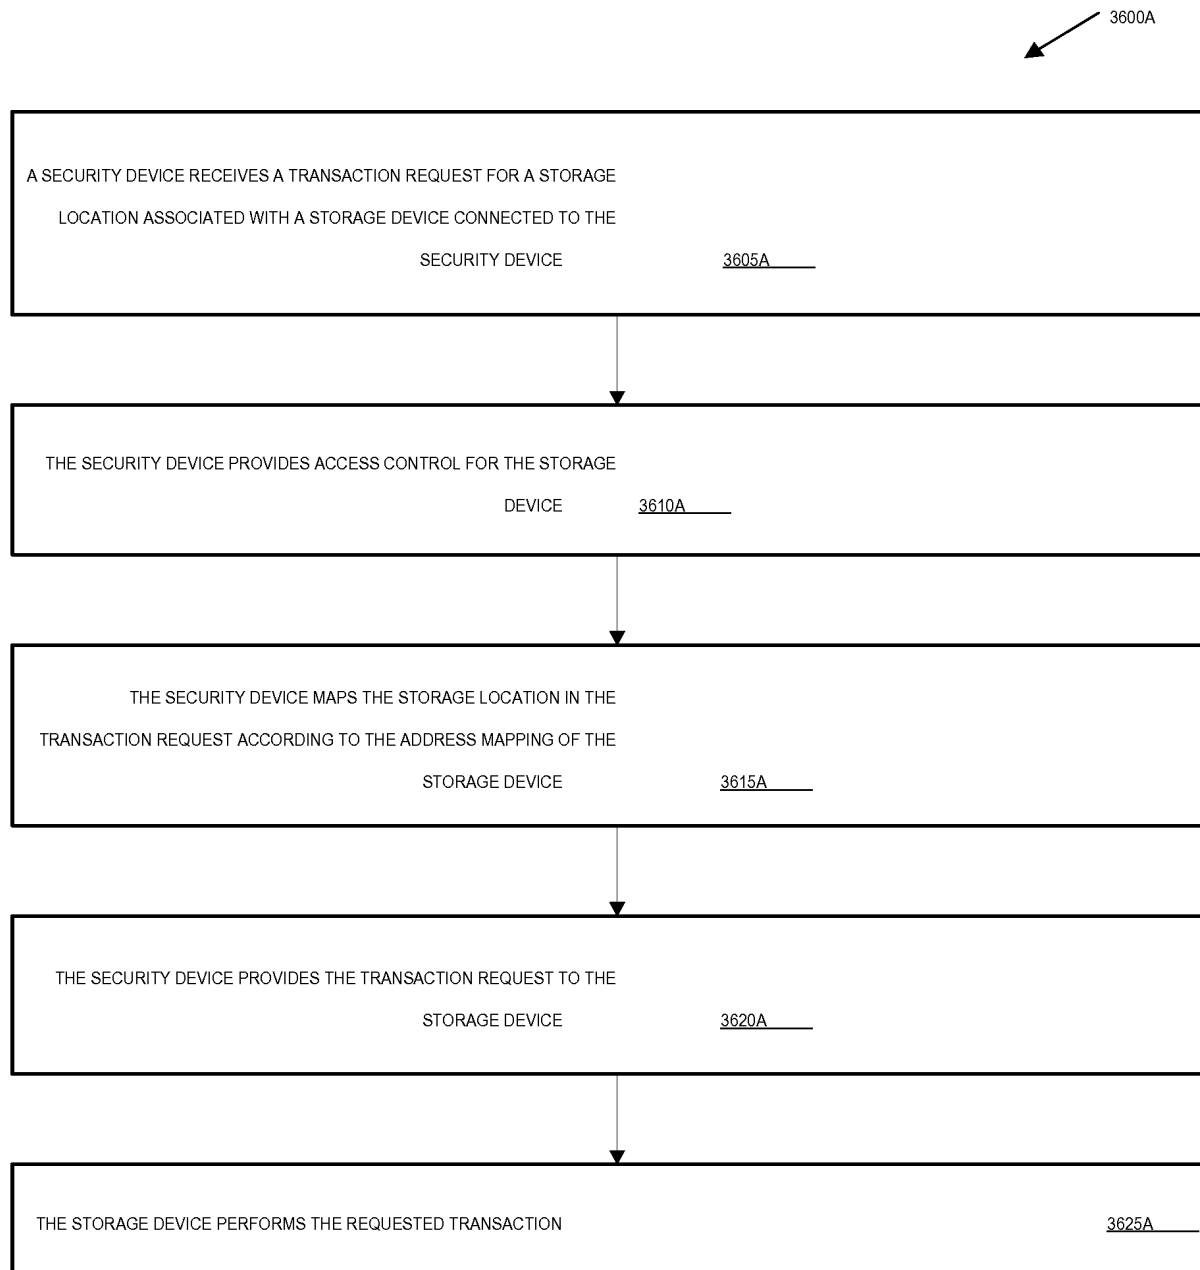 3600A
A SECURITY DEVICE RECEIVES A TRANSACTION REQUEST FOR A STORAGE
LOCATION ASSOCIATED WITH A STORAGE DEVICE CONNECTED TO THE
SECURITY DEVICE 3605A
THE SECURITY DEVICE PROVIDES ACCESS CONTROL FOR THE STORAGE
DEVICE 3610A
THE SECURITY DEVICE MAPS THE STORAGE LOCATION IN THE
TRANSACTION REQUEST ACCORDING TO THE ADDRESS MAPPING OF THE
STORAGE DEVICE 3615A
THE SECURITY DEVICE PROVIDES THE TRANSACTION REQUEST TO THE
STORAGE DEVICE 3620A
THE STORAGE DEVICE PERFORMS THE REQUESTED TRANSACTION 3625A